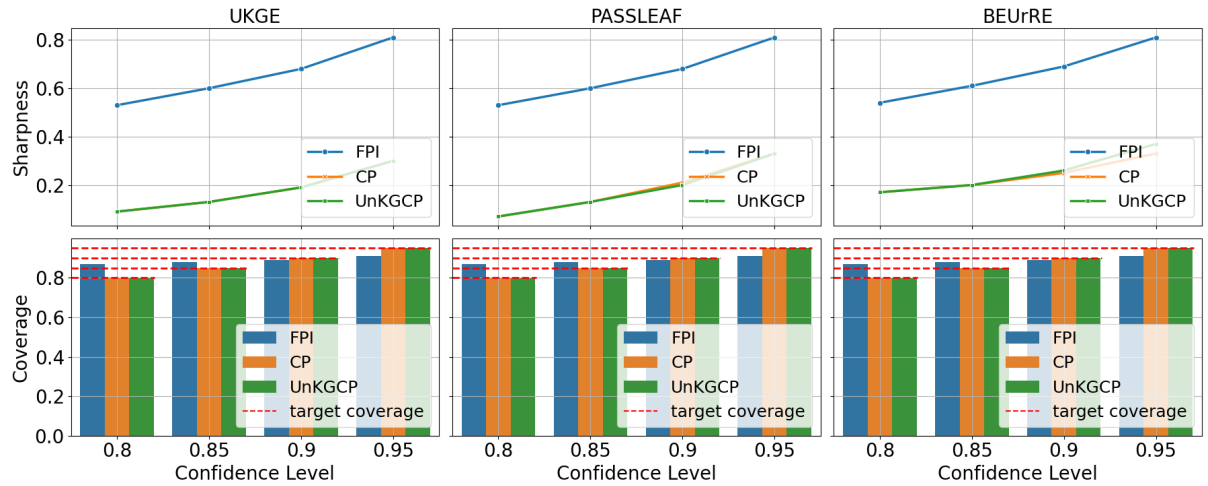 UKGE
PASSLEAF
BEUrRE
Sharpness
0.8
0.6
0.4
0.2
FPI
CP
UnKGCP
FPI
CP
UnKGCP
FPI
CP
UnKGCP
Coverage
0.8
0.6
0.4
0.2
0.0
FPI
CP
UnKGCP
target coverage
FPI
CP
UnKGCP
target coverage
FPI
CP
UnKGCP
target coverage
0.8 0.85 0.9 0.95
0.8 0.85 0.9 0.95
0.8 0.85 0.9 0.95
Confidence Level
Confidence Level
Confidence Level